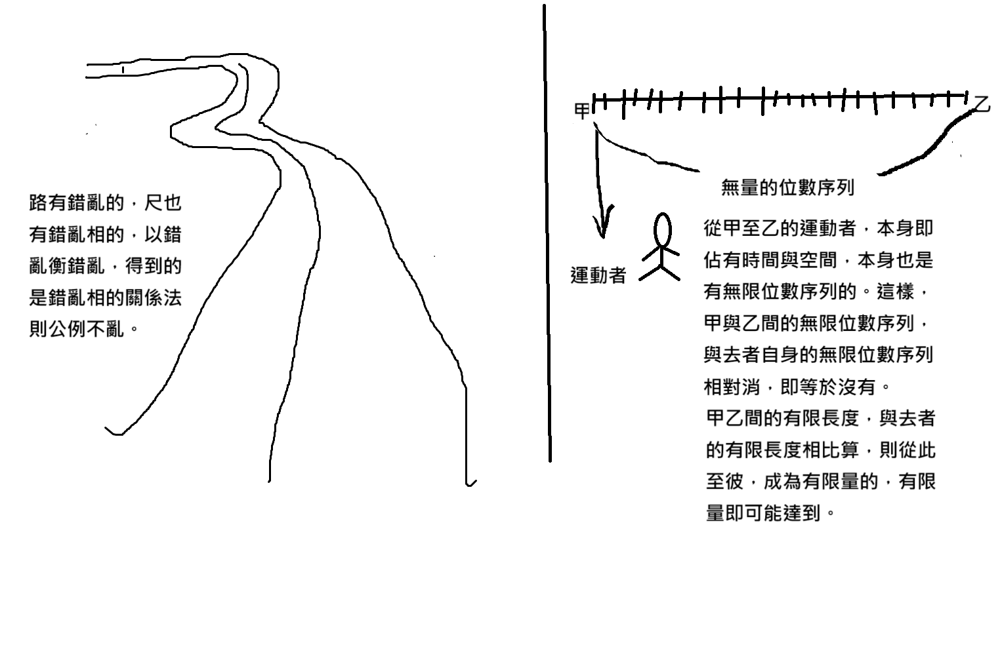 路有錯亂的，尺也
有錯亂相的，以錯
亂衡錯亂，得到的
是錯亂相的關係法
則公例不亂。
甲
乙
無量的位數序列
運動者
從甲至乙的運動者，本身即
佔有時間與空間，本身也是
有無限位數序列的。這樣，
甲與乙間的無限位數序列，
與去者自身的無限位數序列
相對消，即等於沒有。
甲乙間的有限長度，與去者
的有限長度相比算，則從此
至彼，成為有限量的，有限
量即可能達到。